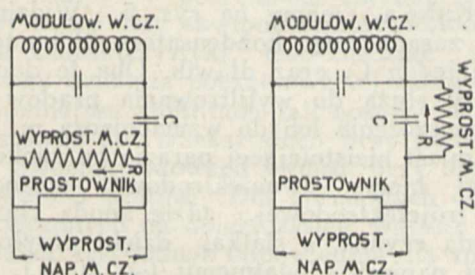 MODULOW. W. CZ.
C
WYPROST. M. CZ.
R
PROSTOWNIK
WYPROST.
NAP. M. CZ.
MODULOW. W. CZ.
C
R
WYPROST. M. CZ.
PROSTOWNIK
WYPROST.
NAP. M. CZ.